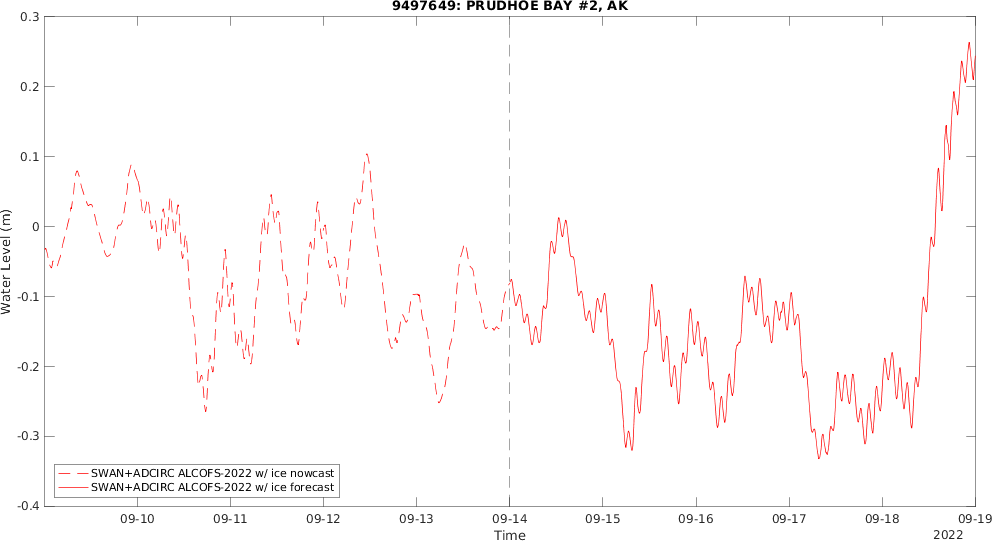 9497649: PRUDHOE BAY #2, AK
0.3
0.2
0.1
0
-0.1
-0.2
-0.3
-0.4
Water Level (m)
SWAN+ADCIRC ALCOFS-2022 w/ ice nowcast
SWAN+ADCIRC ALCOFS-2022 w/ ice forecast
09-10 09-11 09-12 09-13 09-14 09-15 09-16 09-17 09-18 09-19
Time
2022